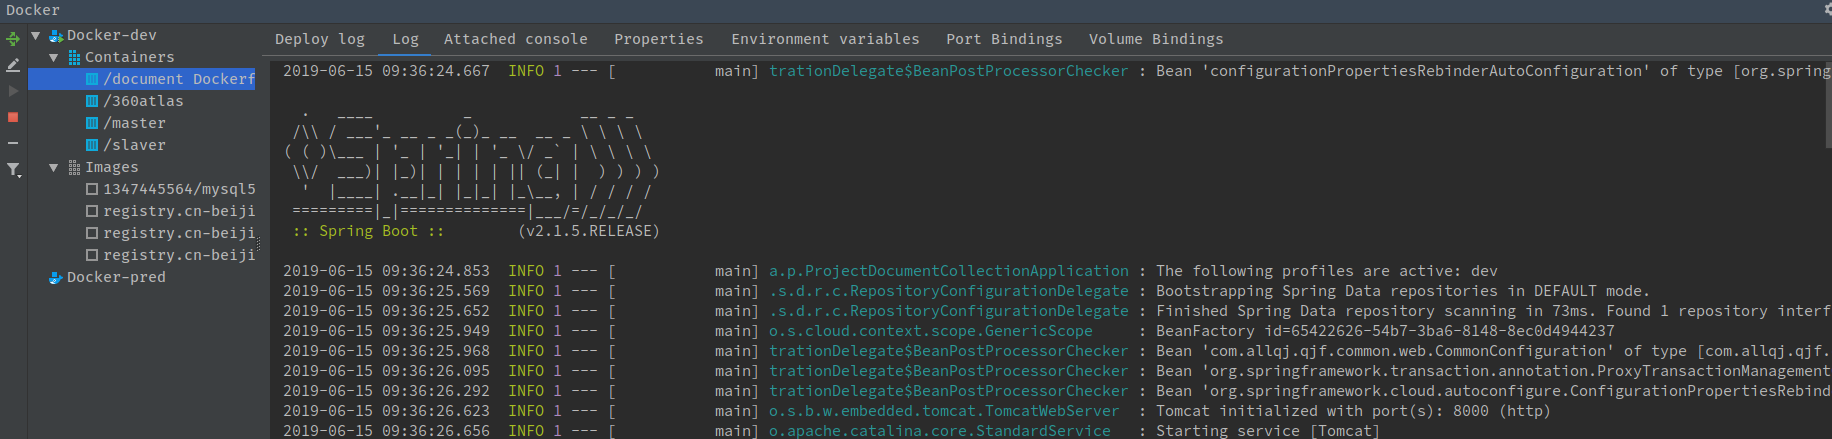 Docker
Docker-dev
Containers
/document Dockerf
/360atlas
/master
/slaver
Images
1347445564/mysql5
registry.cn-beiji
registry.cn-beiji
registry.cn-beiji
Docker-pred
Deploy log Log Attached console Properties Environment variables Port Bindings Volume Bindings
2019-06-15 09:36:24.667  INFO 1 --- [           main] trationDelegate$BeanPostProcessorChecker : Bean 'configurationPropertiesRebinderAutoConfiguration' of type [org.spring
  .   ____          _            __ _ _
 /\\ / ___'_ __ _ _(_)_ __  __ _ \ \ \ \
( ( )\___ | '_ | '_| | '_ \/ _` | \ \ \ \
 \\/  ___)| |_)| | | | | || (_| |  ) ) ) )
  '  |____| .__|_| |_|_| |_\__, | / / / /
 =========|_|==============|___/=/_/_/_/
 :: Spring Boot ::        (v2.1.5.RELEASE)
2019-06-15 09:36:24.853  INFO 1 --- [           main] a.p.ProjectDocumentCollectionApplication : The following profiles are active: dev
2019-06-15 09:36:25.569  INFO 1 --- [           main] .s.d.r.c.RepositoryConfigurationDelegate : Bootstrapping Spring Data repositories in DEFAULT mode.
2019-06-15 09:36:25.652  INFO 1 --- [           main] .s.d.r.c.RepositoryConfigurationDelegate : Finished Spring Data repository scanning in 73ms. Found 1 repository interf
2019-06-15 09:36:25.949  INFO 1 --- [           main] o.s.cloud.context.scope.GenericScope     : BeanFactory id=65422626-54b7-3ba6-8148-8ec0d4944237
2019-06-15 09:36:25.968  INFO 1 --- [           main] trationDelegate$BeanPostProcessorChecker : Bean 'com.allqj.qjf.common.web.CommonConfiguration' of type [com.allqj.qjf.
2019-06-15 09:36:26.095  INFO 1 --- [           main] trationDelegate$BeanPostProcessorChecker : Bean 'org.springframework.transaction.annotation.ProxyTransactionManagement
2019-06-15 09:36:26.292  INFO 1 --- [           main] trationDelegate$BeanPostProcessorChecker : Bean 'org.springframework.cloud.autoconfigure.ConfigurationPropertiesRebind
2019-06-15 09:36:26.623  INFO 1 --- [           main] o.s.b.w.embedded.tomcat.TomcatWebServer  : Tomcat initialized with port(s): 8000 (http)
2019-06-15 09:36:26.656  INFO 1 --- [           main] o.apache.catalina.core.StandardService   : Starting service [Tomcat]